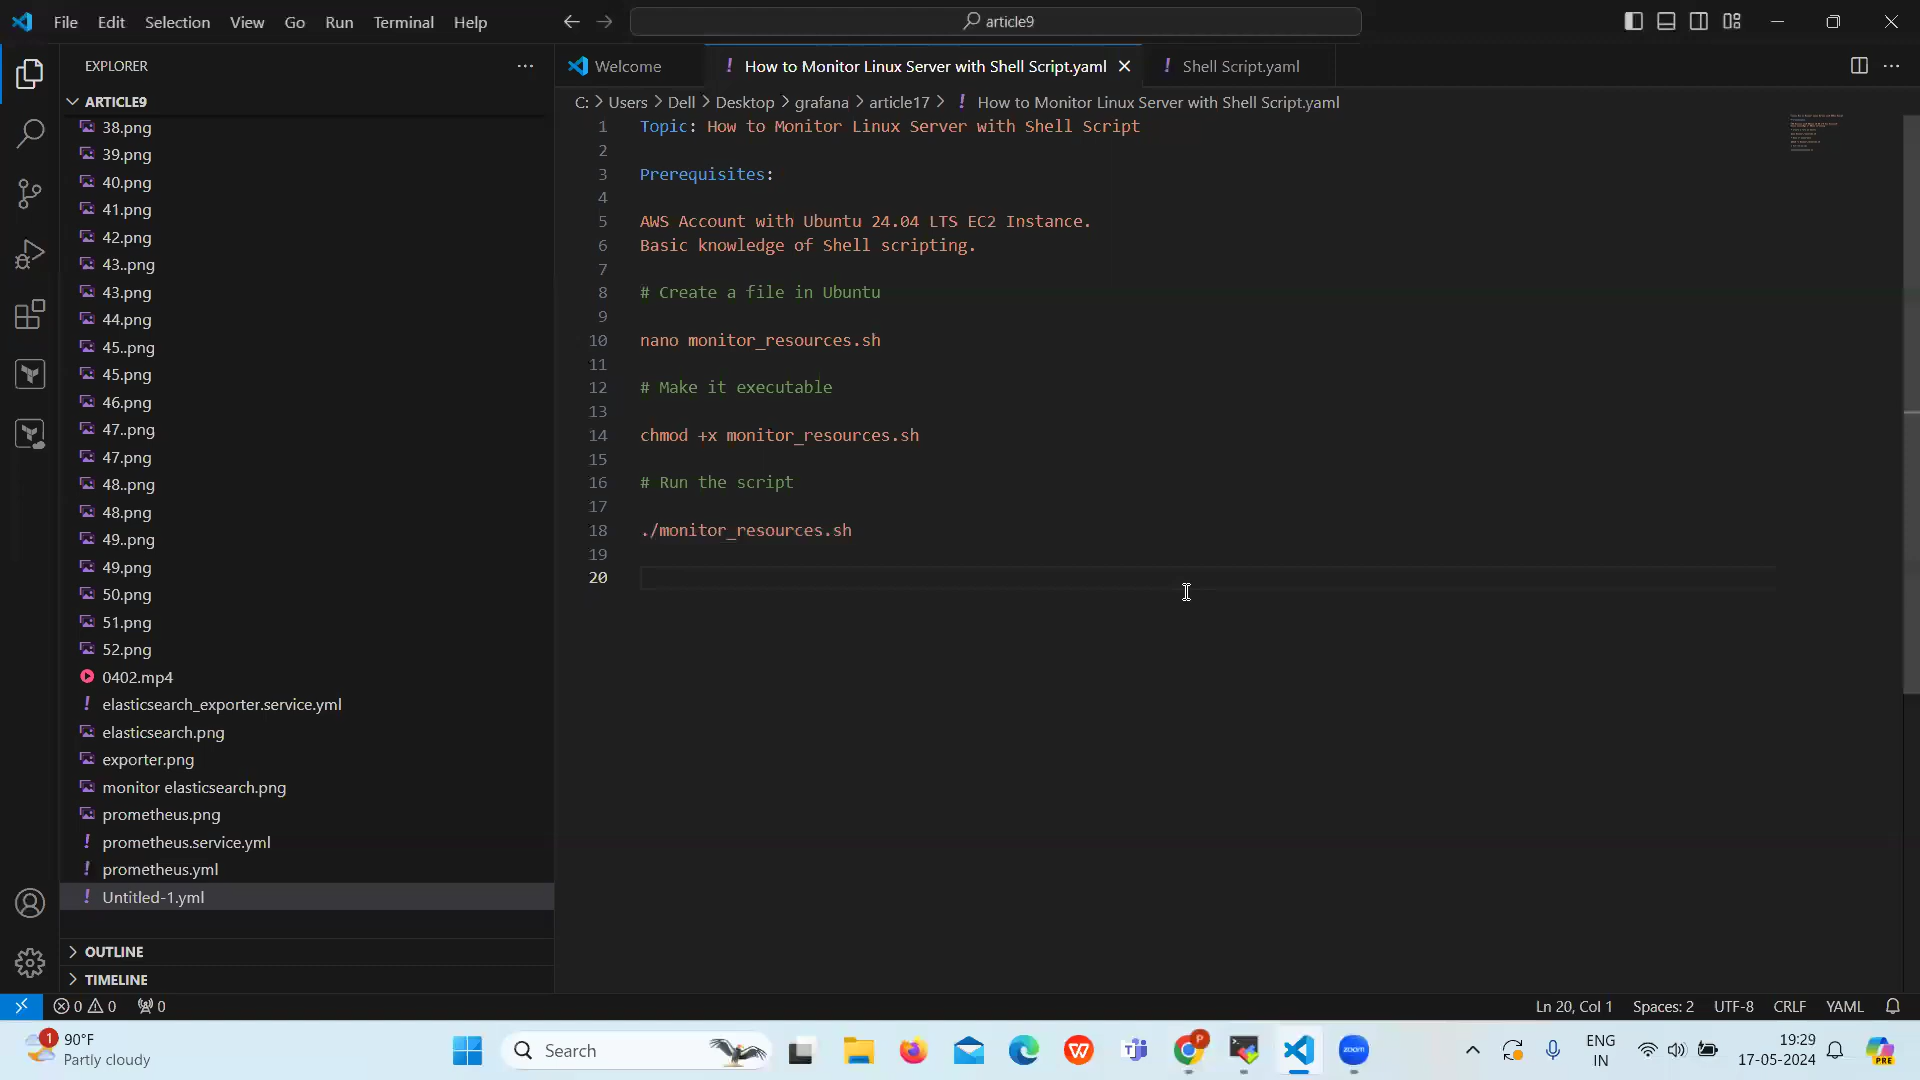 File Edit Selection View Go Run Terminal Help
article9
EXPLORER
ARTICLE9
38.png
39.png
40.png
41.png
42.png
43..png
43.png
44.png
45..png
45.png
46.png
47..png
47.png
48..png
48.png
49..png
49.png
50.png
51.png
52.png
0402.mp4
elasticsearch_exporter.service.yml
elasticsearch.png
exporter.png
monitor elasticsearch.png
prometheus.png
prometheus.service.yml
prometheus.yml
Untitled-1.yml
OUTLINE
TIMELINE
Welcome
How to Monitor Linux Server with Shell Script.yaml
Shell Script.yaml
C: > Users > Dell > Desktop > grafana > article17 > ! How to Monitor Linux Server with Shell Script.yaml
1 Topic: How to Monitor Linux Server with Shell Script
2
3 Prerequisites:
4
5 AWS Account with Ubuntu 24.04 LTS EC2 Instance.
6 Basic knowledge of Shell scripting.
7
8 # Create a file in Ubuntu
9
10 nano monitor_resources.sh
11
12 # Make it executable
13
14 chmod +x monitor_resources.sh
15
16 # Run the script
17
18 ./monitor_resources.sh
19
20
0 0 0
Ln 20, Col 1 Spaces: 2 UTF-8 CRLF YAML
1
90°F
Partly cloudy
Search
P
zoom
ENG
IN
19:29
17-05-2024
PRE